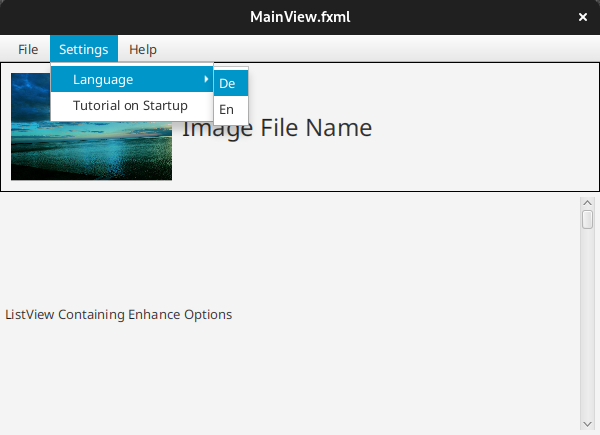 MainView.fxml
File Settings Help
Language De
Tutorial on Startup En
Image File Name
ListView Containing Enhance Options